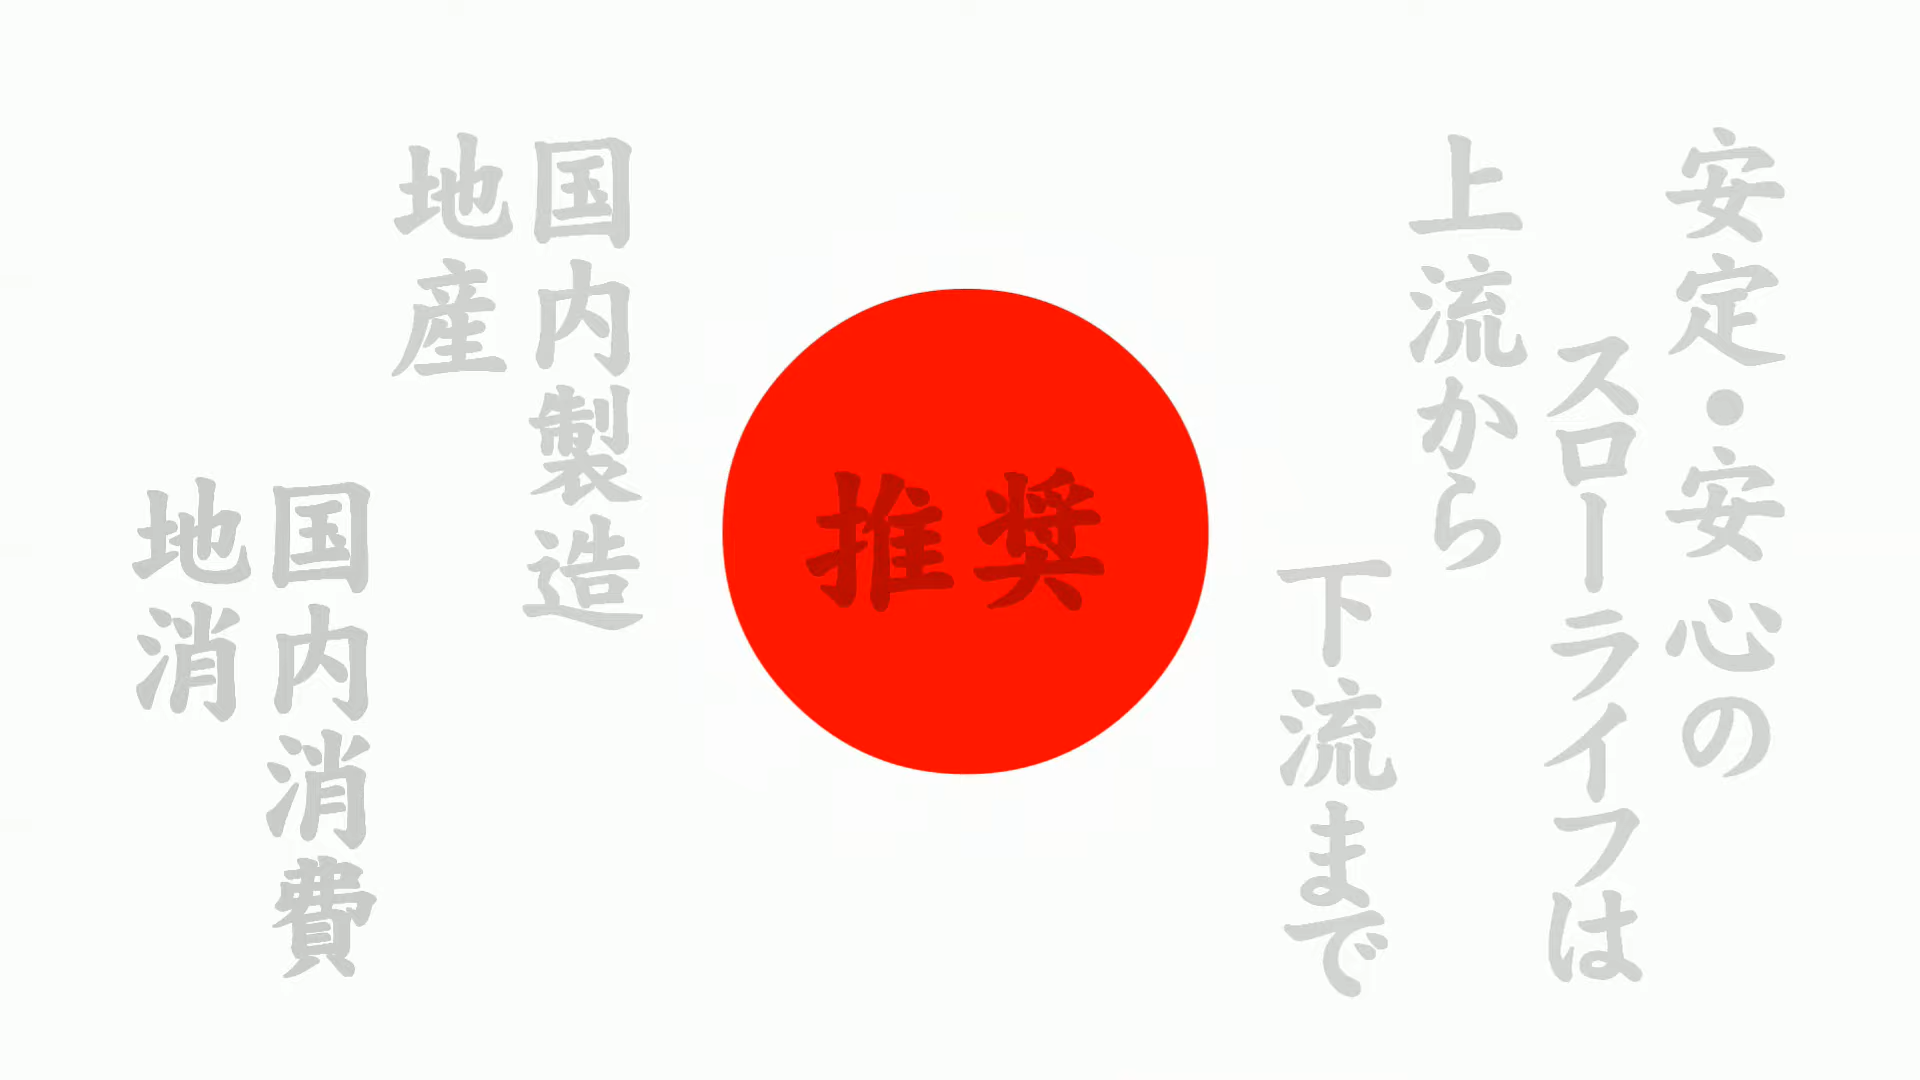 安定・安心の
スローライフは
上流から
下流まで
推奨
国内製造
地産
国内消費
地消